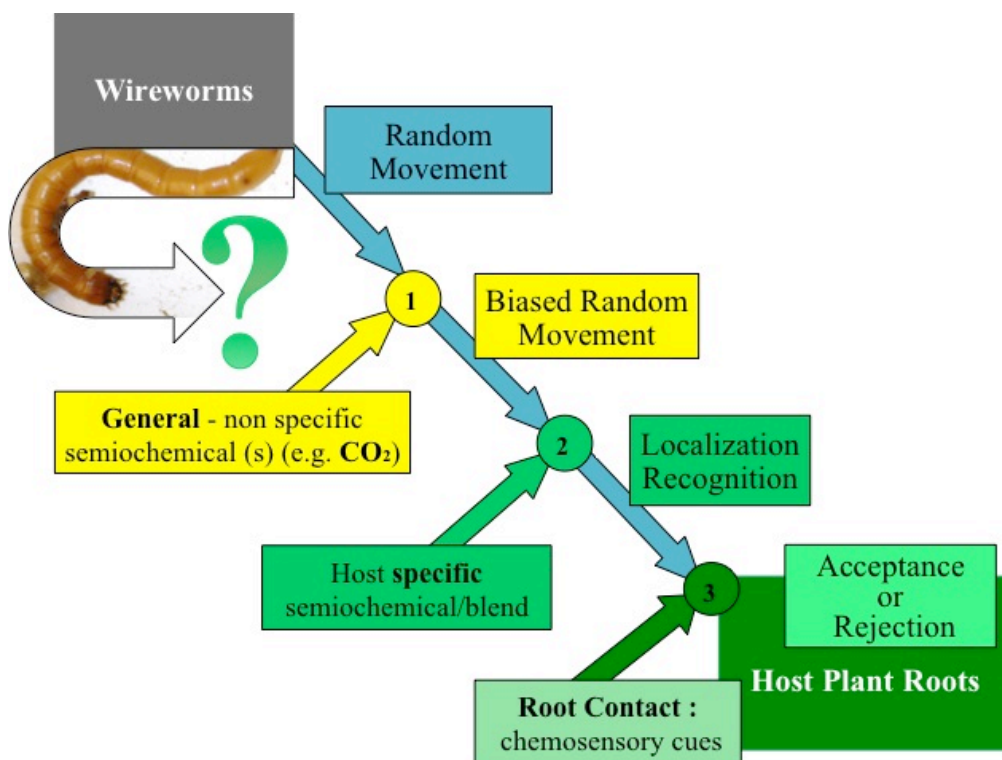 Wireworms
Random
Movement
?
1
Biased Random
Movement
General - non specific
semiochemical (s) (e.g. CO₂)
2
Localization
Recognition
Host specific
semiochemical/blend
3
Acceptance
or
Rejection
Host Plant Roots
Root Contact :
chemosensory cues